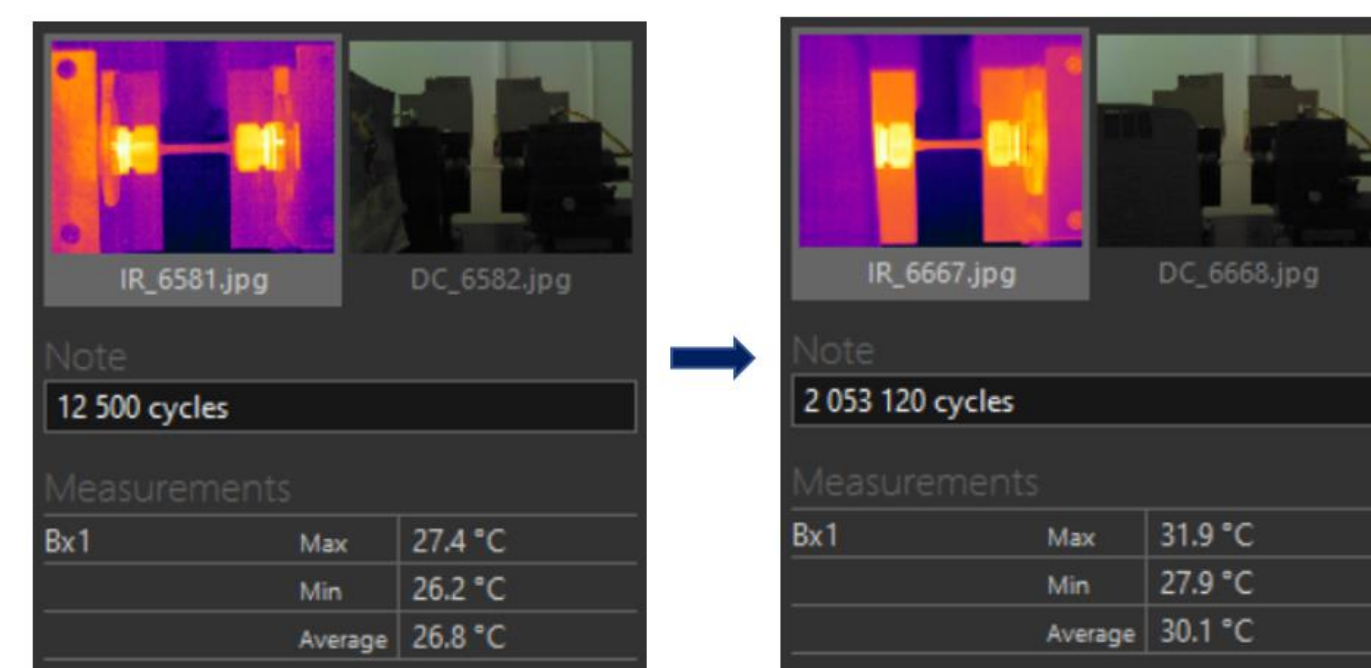 IR_6581.jpg DC_6582.jpg
Note
12 500 cycles
Measurements
Bx1 Max 27.4 °C
Min 26.2 °C
Average 26.8 °C
IR_6667.jpg DC_6668.jpg
Note
2 053 120 cycles
Measurements
Bx1 Max 31.9 °C
Min 27.9 °C
Average 30.1 °C